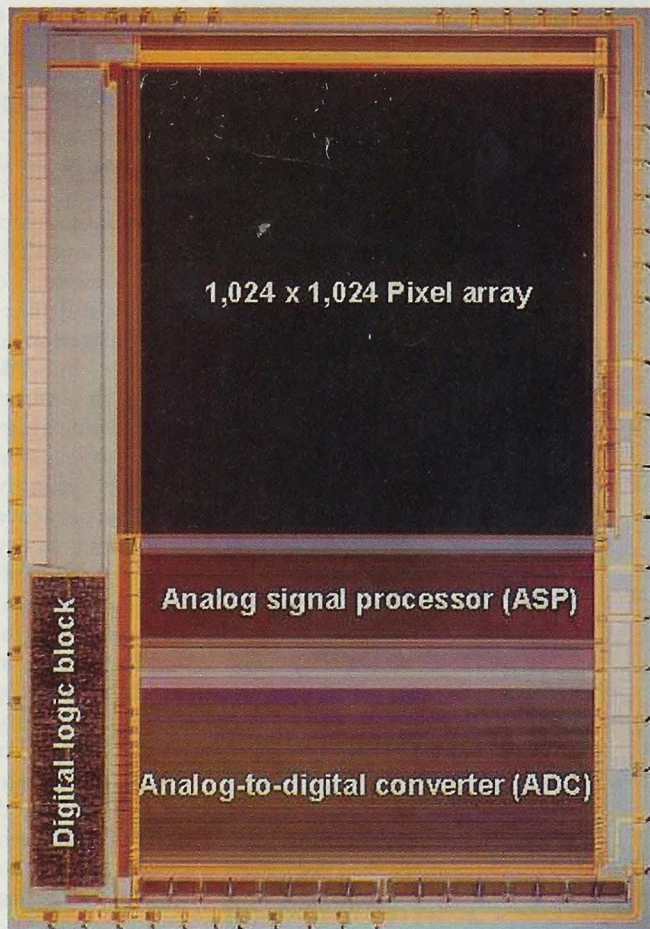 1,024 x 1,024 Pixel array
Analog signal processor (ASP)
Digital logic block
Analog-to-digital converter (ADC)